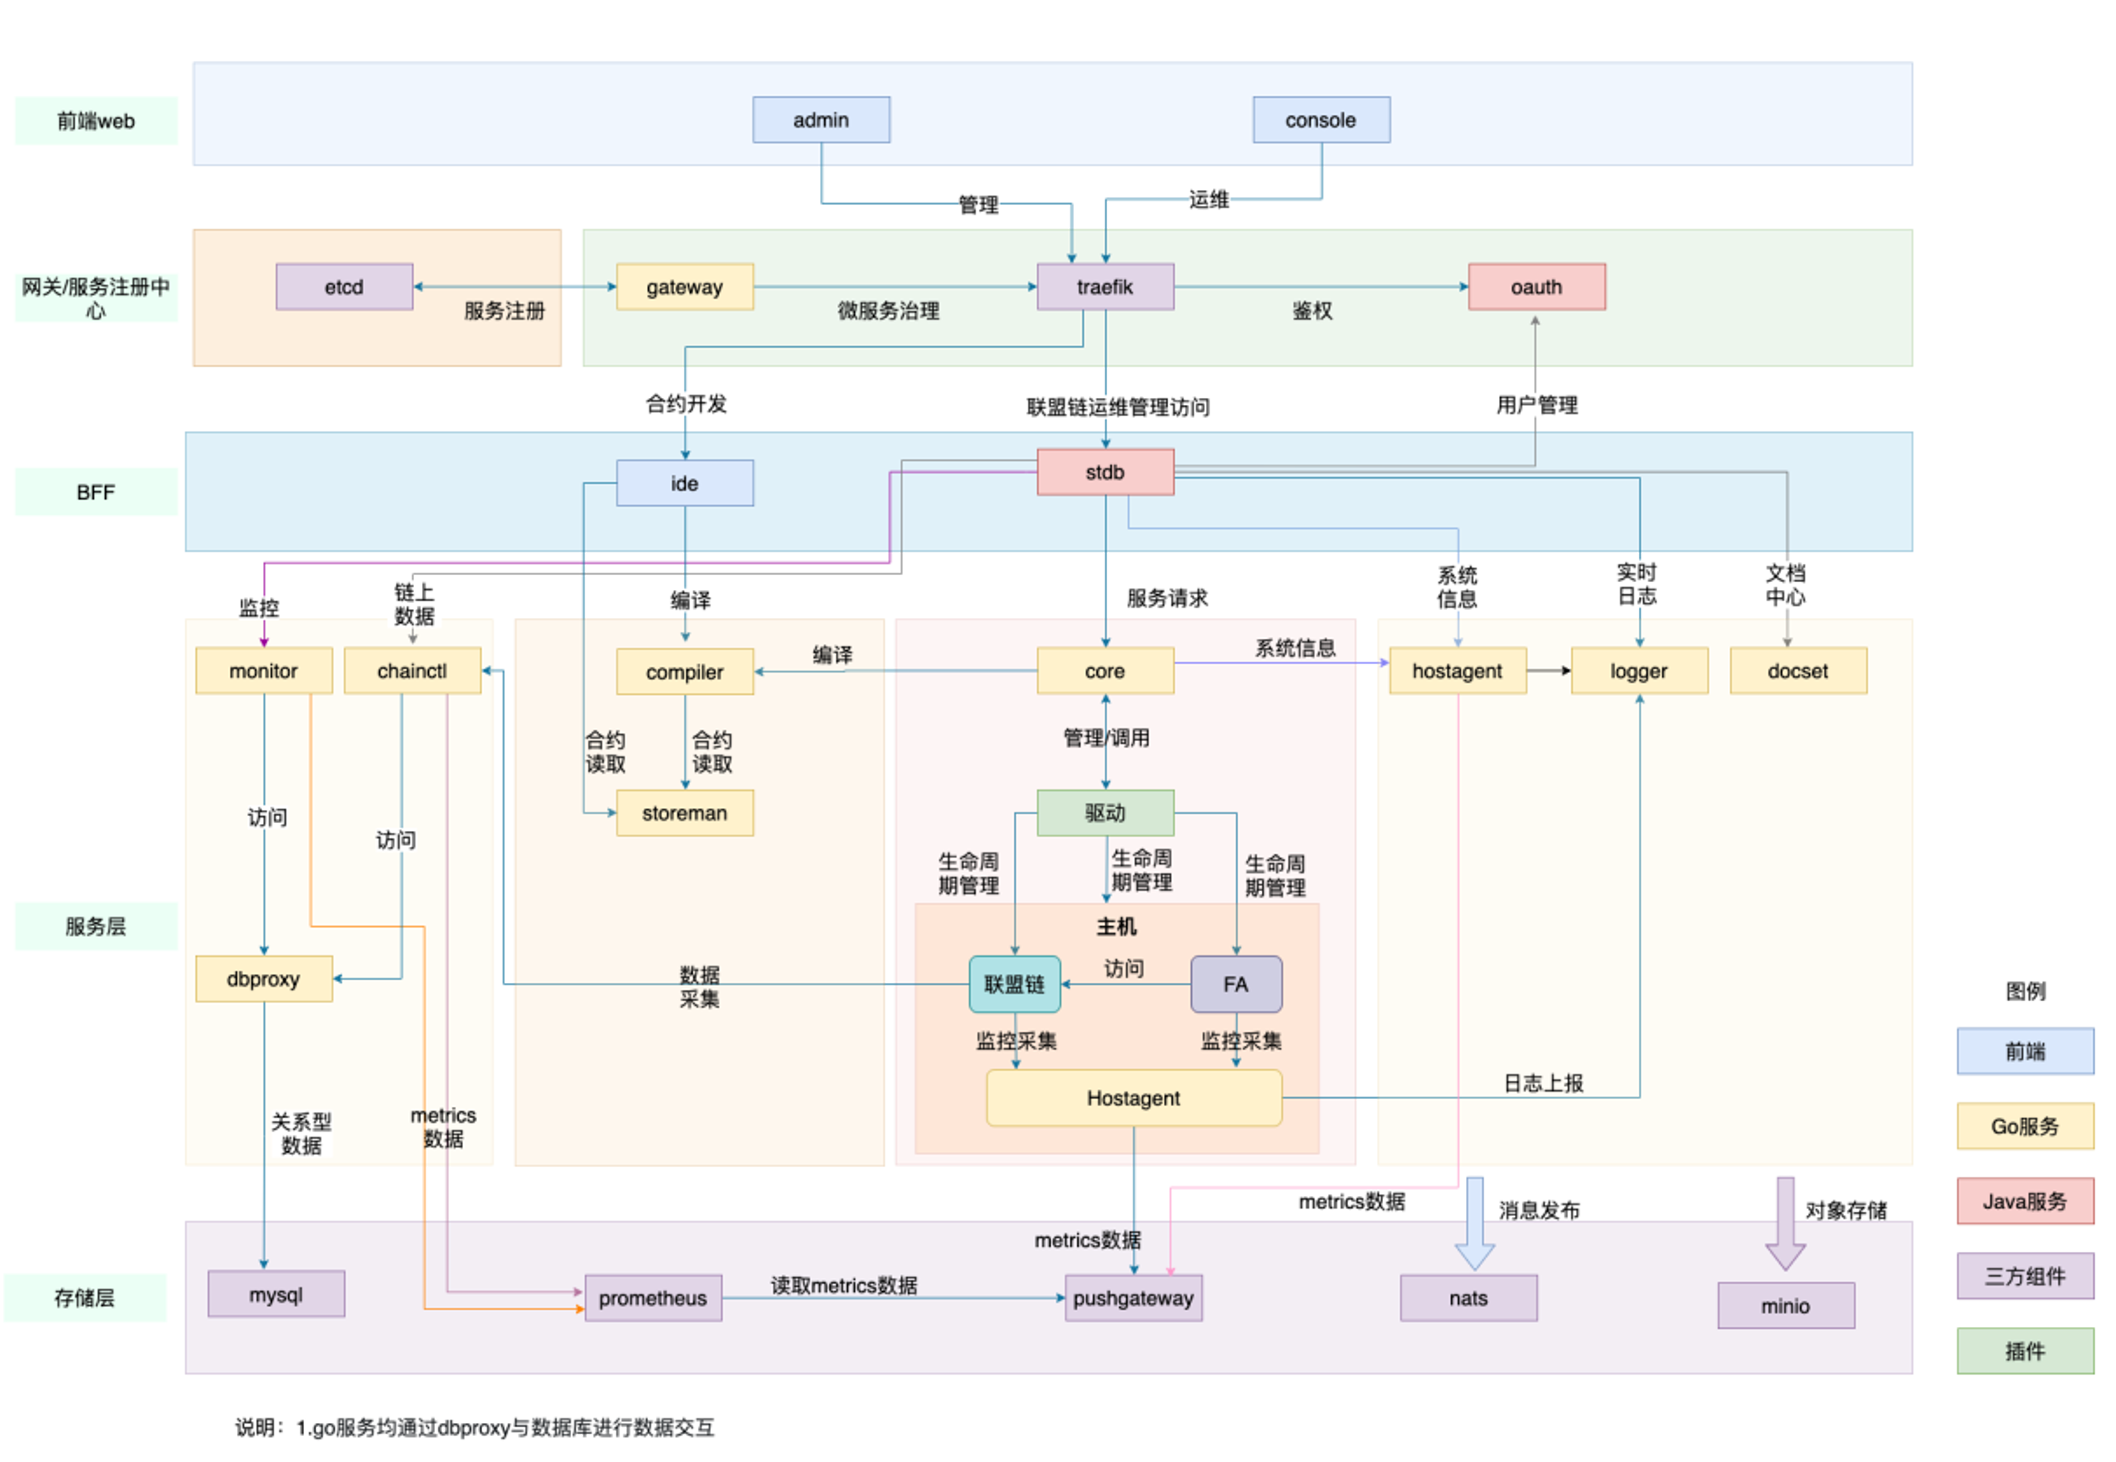 前端web
admin
console
管理
运维
网关/服务注册中
心
etcd
服务注册
gateway
微服务治理
traefik
鉴权
oauth
合约开发
联盟链运维管理访问
用户管理
BFF
ide
stdb
监控
链上
数据
编译
服务请求
系统
信息
实时
日志
文档
中心
monitor
chainctl
compiler
编译
core
系统信息
hostagent
logger
docset
合约
读取
合约
读取
管理/调用
访问
访问
storeman
驱动
生命周
期管理
生命周
期管理
生命周
期管理
服务层
主机
dbproxy
数据
采集
联盟链
访问
FA
监控采集
监控采集
Hostagent
日志上报
关系型
数据
metrics
数据
metrics数据
metrics数据
消息发布
对象存储
存储层
mysql
prometheus
读取metrics数据
pushgateway
nats
minio
图例
前端
Go服务
Java服务
三方组件
插件
说明：1.go服务均通过dbproxy与数据库进行数据交互